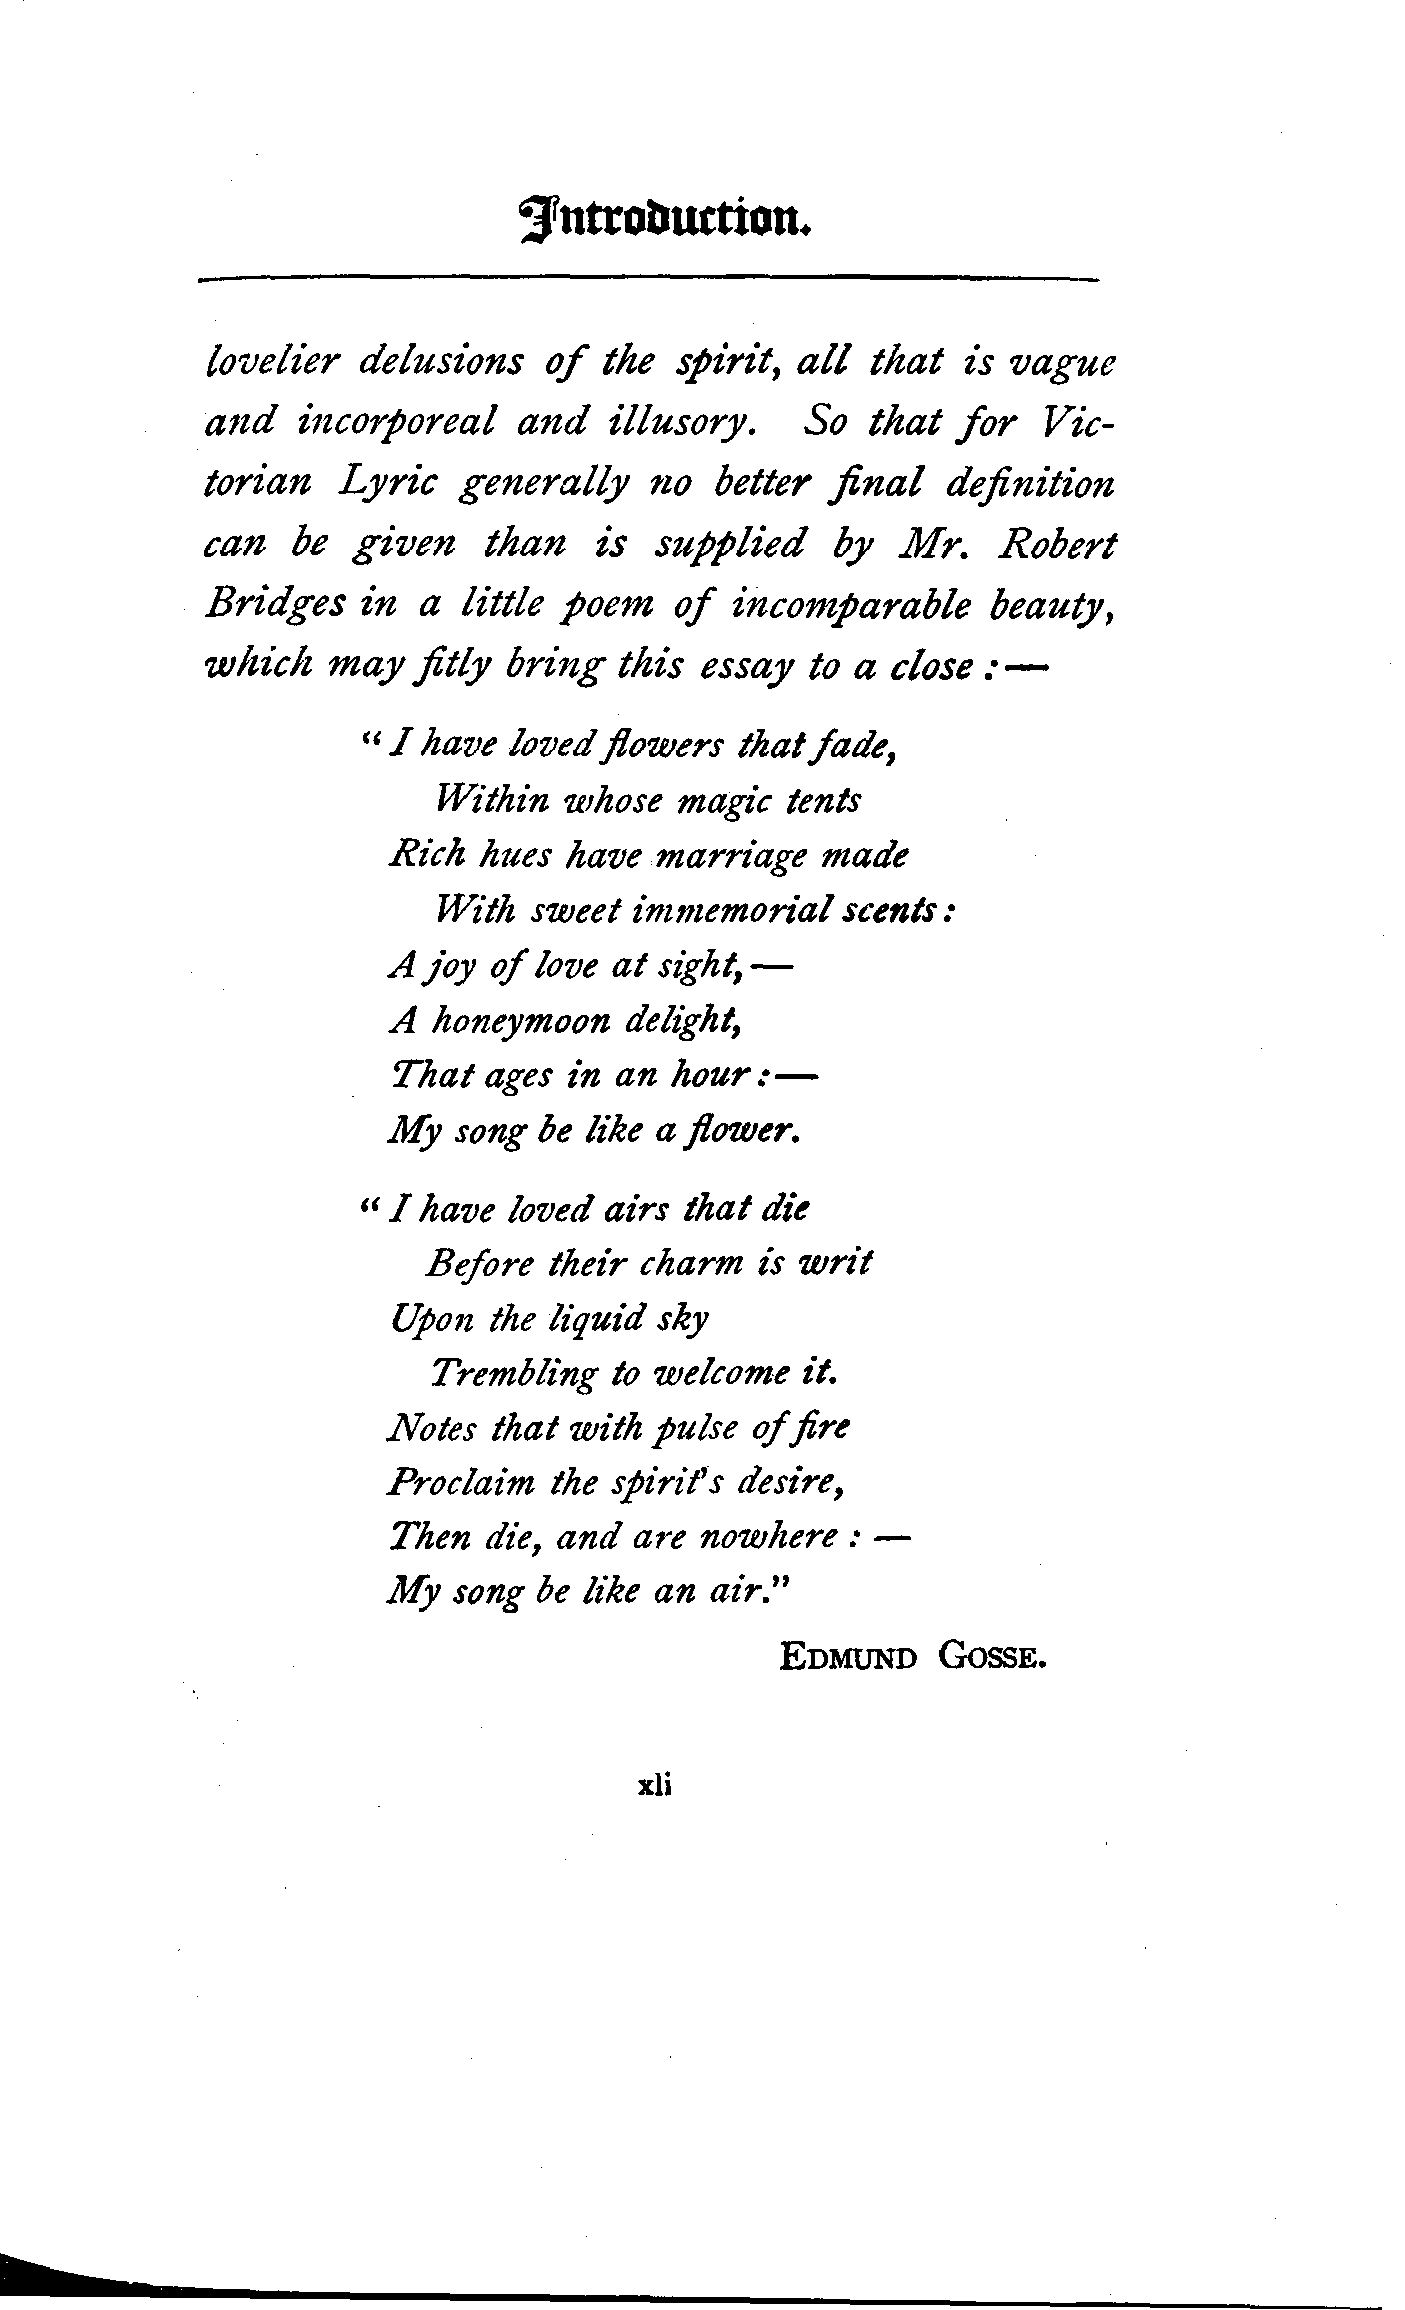 Introduction.
lovelier delusions of the spirit, all that is vague
and incorporeal and illusory. So that for Vic-
torian Lyric generally no better final definition
can be given than is supplied by Mr. Robert
Bridges in a little poem of incomparable beauty,
which may fitly bring this essay to a close :—
“ I have loved flowers that fade,
Within whose magic tents
Rich hues have marriage made
With sweet immemorial scents :
A joy of love at sight,—
A honeymoon delight,
That ages in an hour :—
My song be like a flower.
“ I have loved airs that die
Before their charm is writ
Upon the liquid sky
Trembling to welcome it.
Notes that with pulse of fire
Proclaim the spirit's desire,
Then die, and are nowhere : —
My song be like an air.”
EDMUND GOSSE.
xli